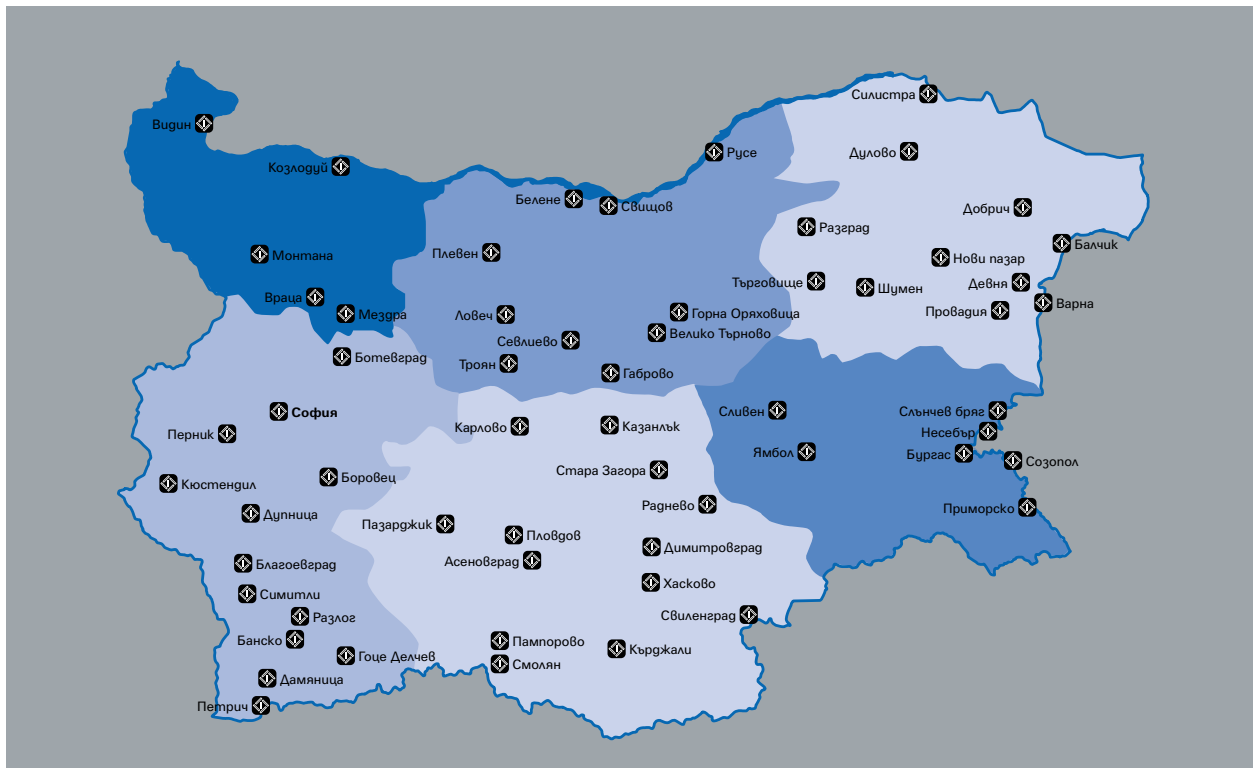 Силистра
Видин
Русе
Дулово
Козлодуй
Белене
Свищов
Добрич
Разград
Балчик
Плевен
Монтана
Нови пазар
Търговище
Шумен
Девня
Враца
Варна
Мездра
Ловеч
Горна Оряховица
Провадия
Велико Търново
Севлиево
Ботевград
Троян
Габрово
София
Сливен
Слънчев бряг
Перник
Карлово
Казанлък
Несебър
Ямбол
Бургас
Созопол
Стара Загора
Кюстендил
Боровец
Раднево
Приморско
Дупница
Пазарджик
Пловдов
Димитровград
Асеновград
Благоевград
Хасково
Симитли
Разлог
Свиленград
Банско
Пампорово
Кърджали
Гоце Делчев
Смолян
Дамяница
Петрич